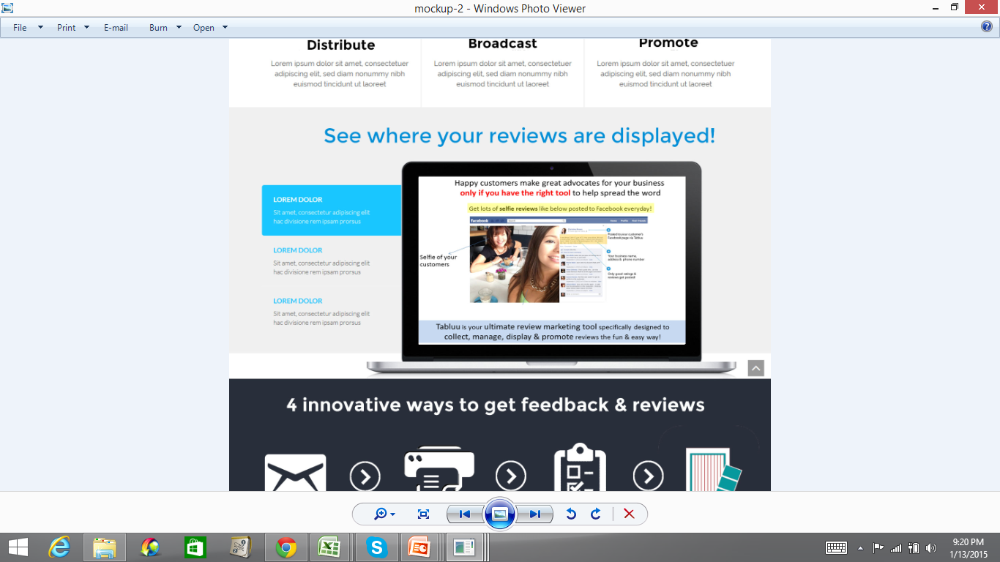 mockup-2 - Windows Photo Viewer
File Print E-mail Burn Open
Distribute
Lorem ipsum dolor sit amet, consectetuer
adipiscing elit, sed diam nonummy nibh
euismod tincidunt ut laoreet
Broadcast
Lorem ipsum dolor sit amet, consectetuer
adipiscing elit, sed diam nonummy nibh
euismod tincidunt ut laoreet
Promote
Lorem ipsum dolor sit amet, consectetuer
adipiscing elit, sed diam nonummy nibh
euismod tincidunt ut laoreet
See where your reviews are displayed!
LOREM DOLOR
Sit amet, consectetur adipiscing elit
hac divisione rem ipsam prorsus
LOREM DOLOR
Sit amet, consectetur adipiscing elit
hac divisione rem ipsam prorsus
LOREM DOLOR
Sit amet, consectetur adipiscing elit
hac divisione rem ipsam prorsus
Happy customers make great advocates for your business
only if you have the right tool to help spread the word
Get lots of selfie reviews like below posted to Facebook everyday!
facebook
Search
Home Profile
Selfie of your
customers
Posted in your customer's
Facebook page via Tabluu
Your business name,
address & phone number
Only good ratings &
reviews get posted!
Tabluu is your ultimate review marketing tool specifically designed to
collect, manage, display & promote reviews the fun & easy way!
4 innovative ways to get feedback & reviews
9:20 PM
1/13/2015